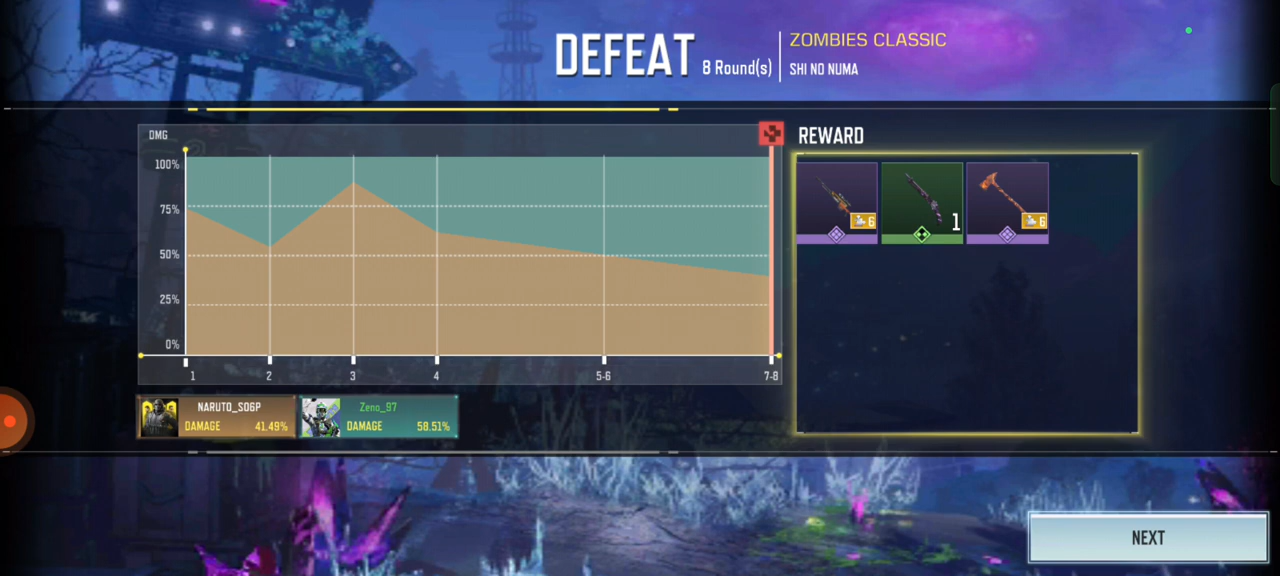 DEFEAT 8 Round(s)
ZOMBIES CLASSIC
SHI NO NUMA
DMG
100%
75%
50%
25%
0%
1 2 3 4 5-6 7-8
NARUTO_SO6P
DAMAGE 41.49%
Zeno_97
DAMAGE 58.51%
REWARD
6 1 6
NEXT